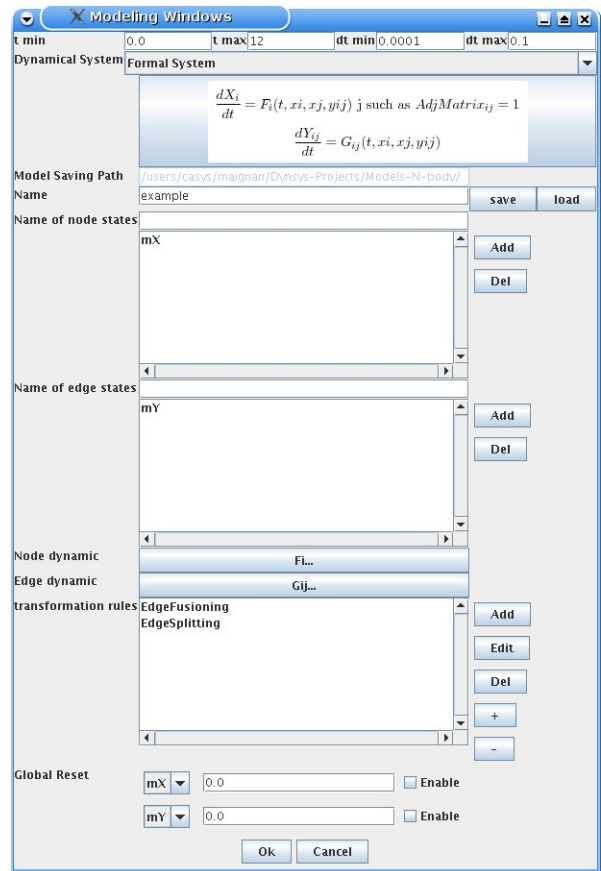 Modeling Windows
t min 0.0 t max 12 dt min 0.0001 dt max 0.1
Dynamical System Formal System
dX_i/dt = F_i(t, xi, xj, yij) j such as AdjMatrix_ij = 1
dY_ij/dt = G_ij(t, xi, xj, yij)
Model Saving Path /users/casys/maignan/Dynsys-Projects/Models-N-body/
Name example save load
Name of node states
mX
Add
Del
Name of edge states
mY
Add
Del
Node dynamic Fi...
Edge dynamic Gij...
transformation rules EdgeFusioning
EdgeSplitting
Add
Edit
Del
+
-
Global Reset
mX 0.0 Enable
mY 0.0 Enable
Ok Cancel